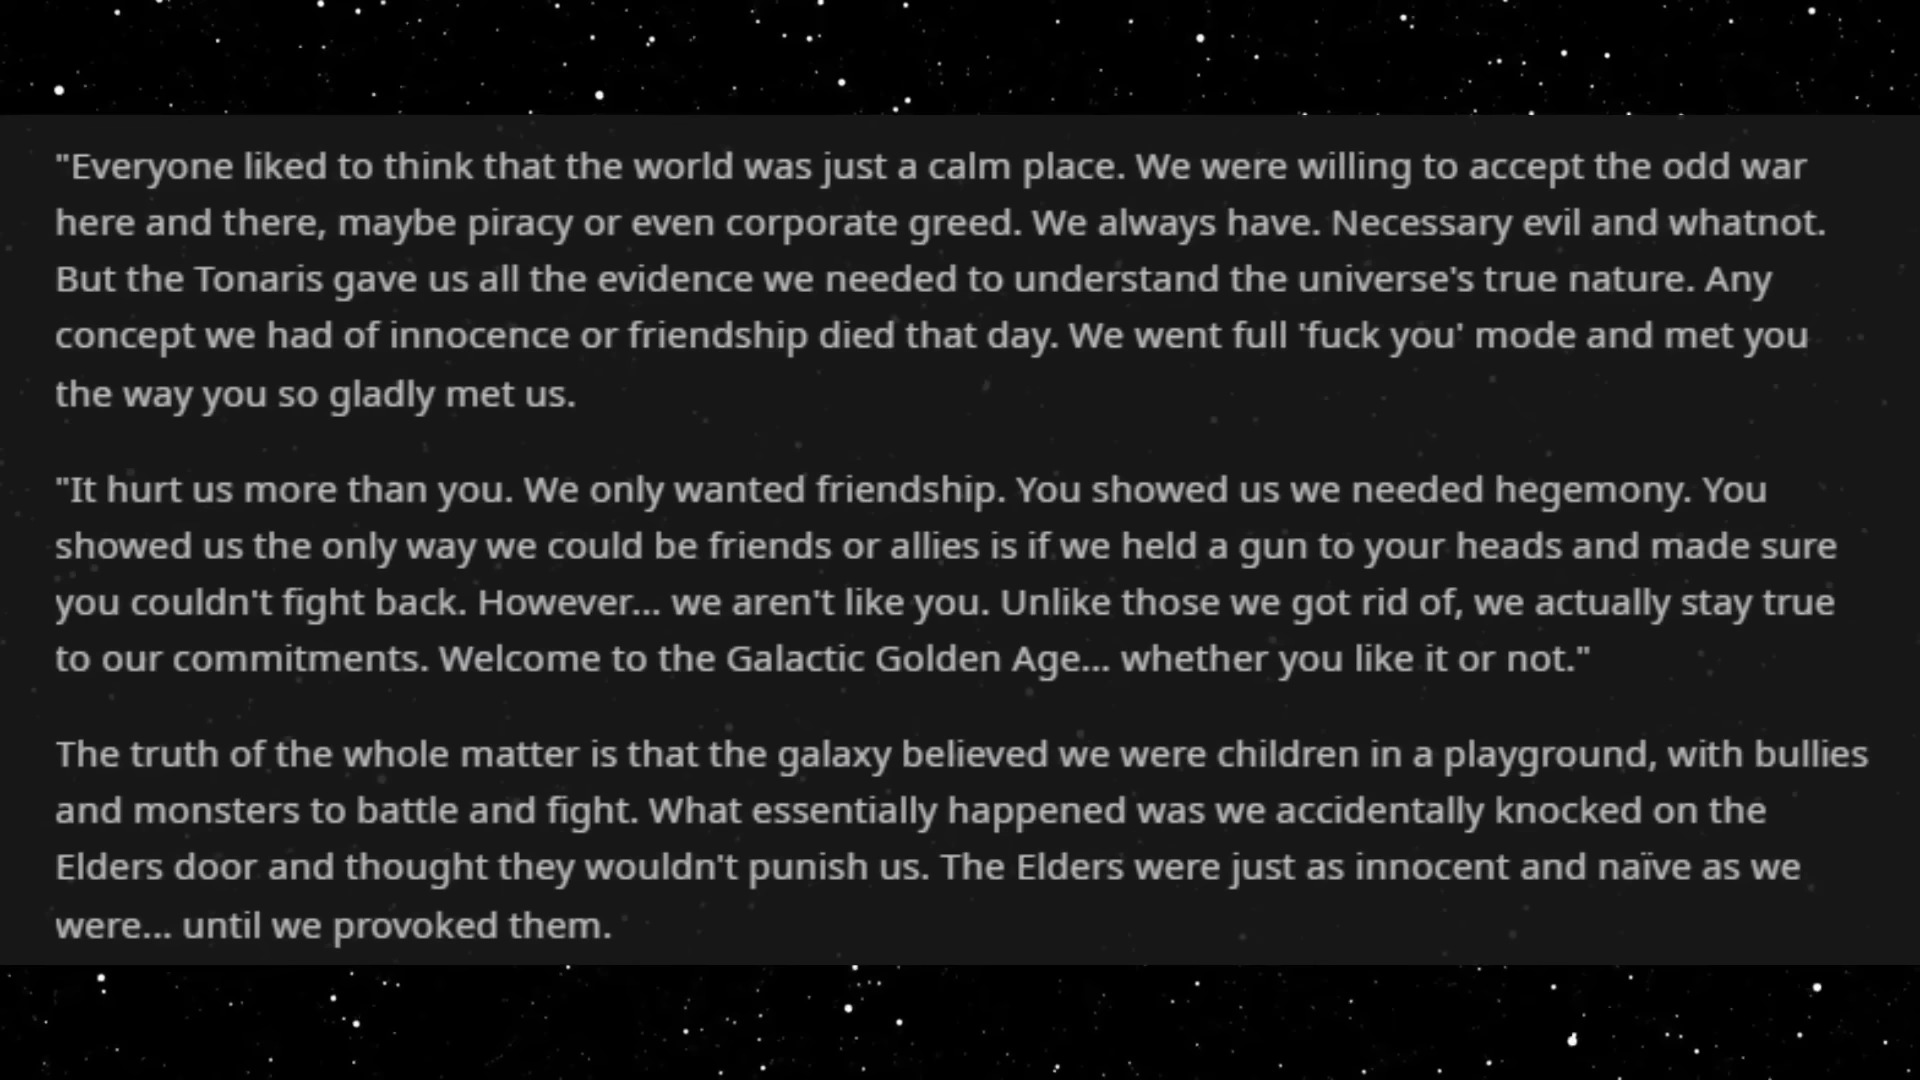 "Everyone liked to think that the world was just a calm place. We were willing to accept the odd war
here and there, maybe piracy or even corporate greed. We always have. Necessary evil and whatnot.
But the Tonaris gave us all the evidence we needed to understand the universe's true nature. Any
concept we had of innocence or friendship died that day. We went full 'fuck you' mode and met you
the way you so gladly met us.
"It hurt us more than you. We only wanted friendship. You showed us we needed hegemony. You
showed us the only way we could be friends or allies is if we held a gun to your heads and made sure
you couldn't fight back. However... we aren't like you. Unlike those we got rid of, we actually stay true
to our commitments. Welcome to the Galactic Golden Age... whether you like it or not."
The truth of the whole matter is that the galaxy believed we were children in a playground, with bullies
and monsters to battle and fight. What essentially happened was we accidentally knocked on the
Elders door and thought they wouldn't punish us. The Elders were just as innocent and naïve as we
were... until we provoked them.